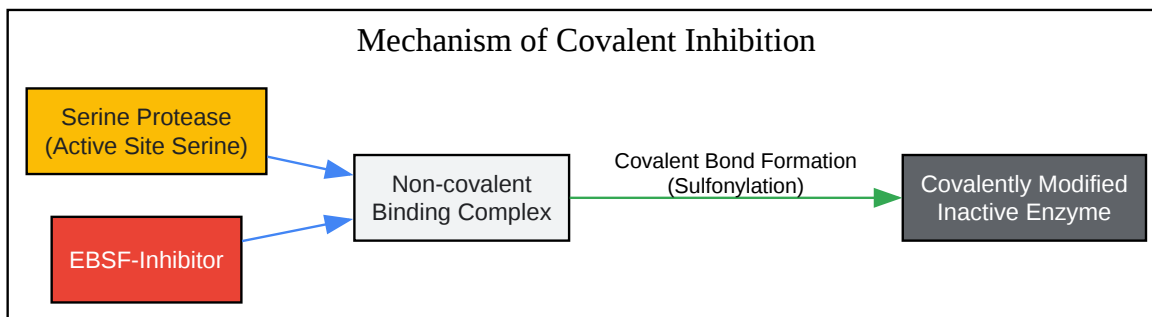 Mechanism of Covalent Inhibition
Serine Protease
(Active Site Serine)
EBSF-Inhibitor
Non-covalent
Binding Complex
Covalent Bond Formation
(Sulfonylation)
Covalently Modified
Inactive Enzyme